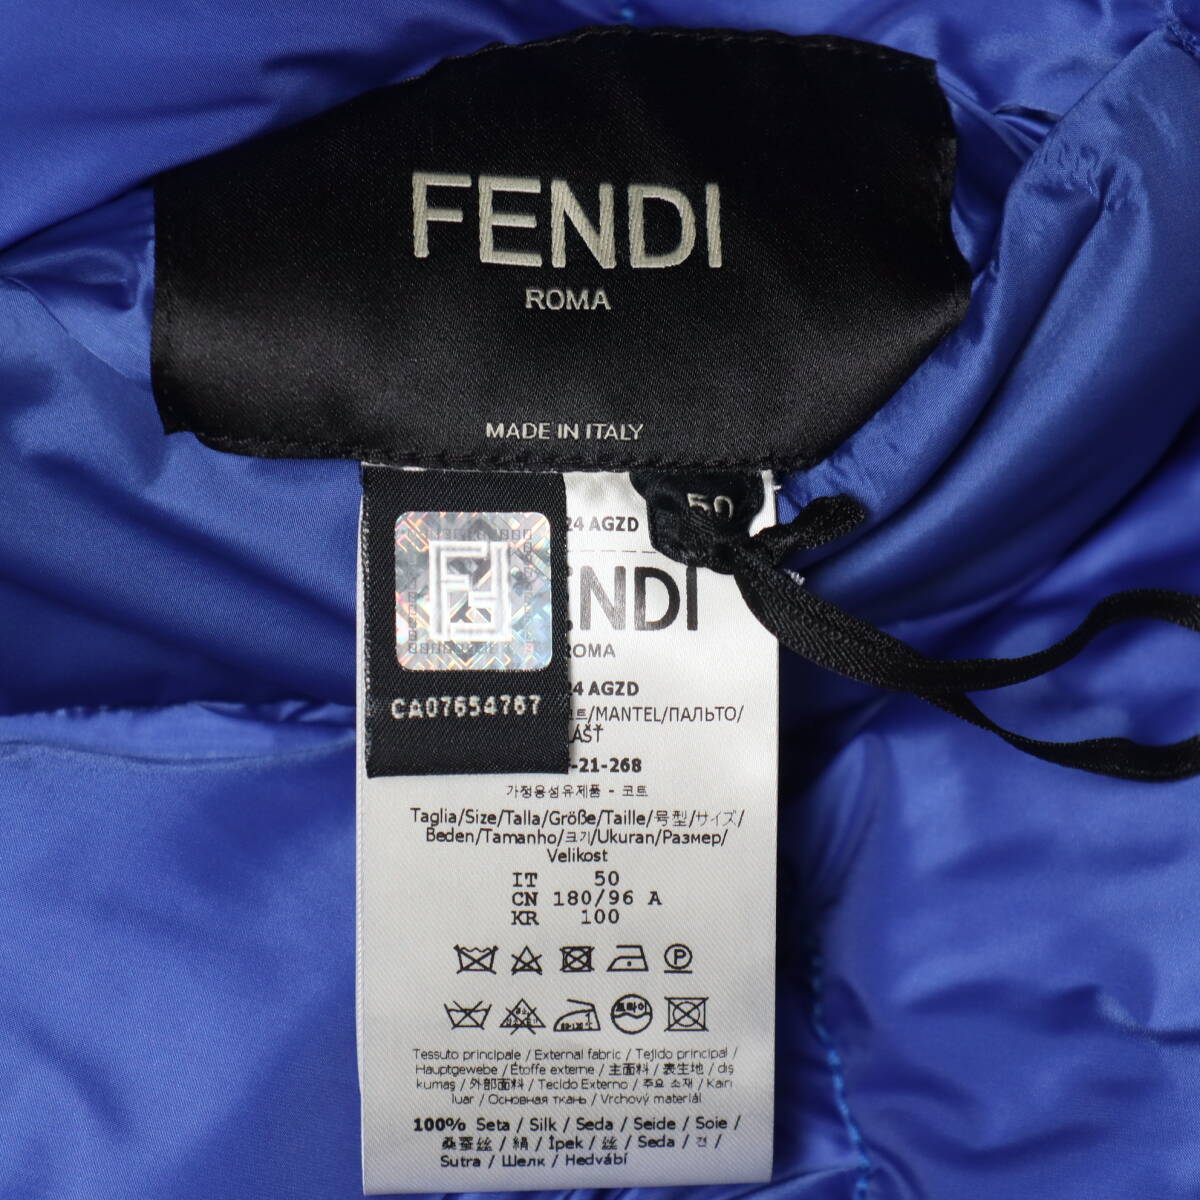 FENDI
ROMA
MADE IN ITALY
50
24 AGZD
ENDI
ROMA
CA07654767
24 AGZD
트/MANTEL/ПАЛЬТО/
-21-268
가정용섬유제품 - 코트
Taglia/Size/Talla/Größe/Taille/号型/サイズ/
Beden/Tamanho/크기/Ukuran/Размер/
Velikost
IT 50
CN 180/96 A
KR 100
드라이
Tessuto principale / External fabric / Tejido principal /
Hauptgewebe / Étoffe externe / 主面料 / 表生地 / dış
kumaş / 外部面料 / Tecido Externo / 주요 소재 / Kain
luar / Основная ткань / Vrchový materiál
100% Seta / Silk / Seda / Seide / Soie /
桑蚕丝 / 絹 / İpek / 丝 / Seda / 견 /
Sutra / Шелк / Hedvábí